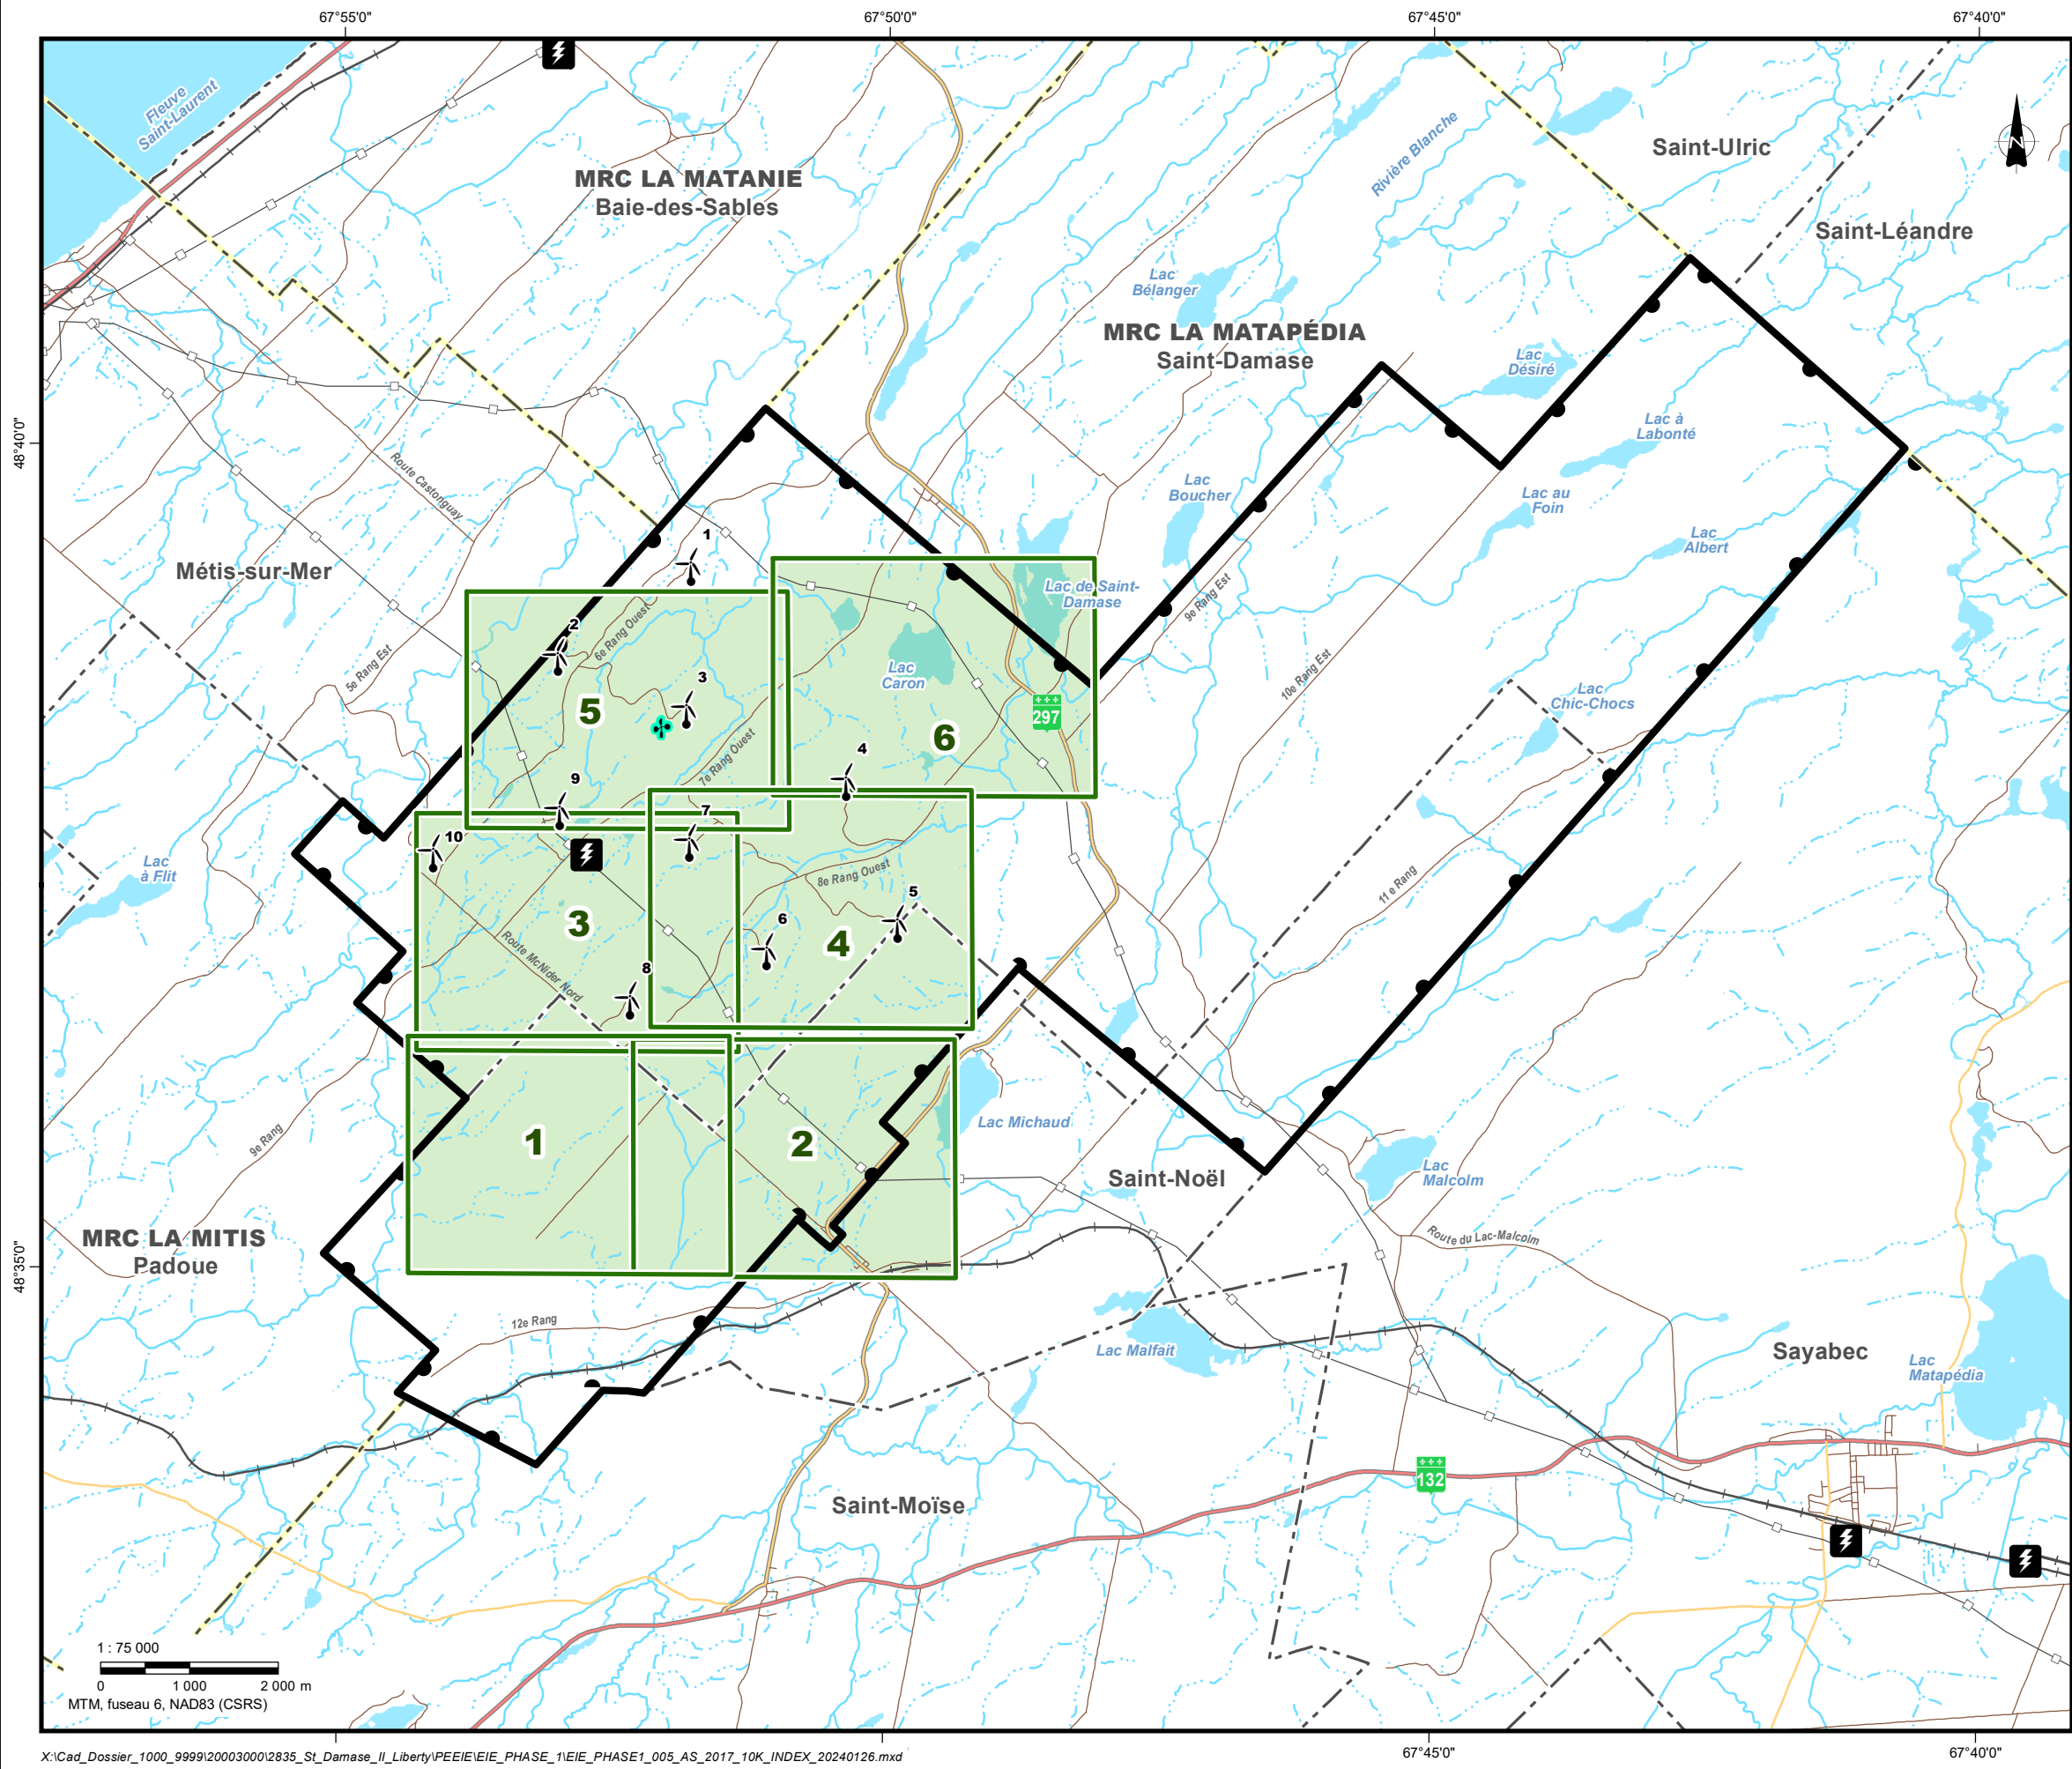 67°55'0"
67°50'0"
67°45'0"
67°40'0"
Fleuve
Saint-Laurent
MRC LA MATANIE
Baie-des-Sables
Rivière Blanche
Saint-Ulric
N
Saint-Léandre
Lac
Bélanger
MRC LA MATAPÉDIA
Saint-Damase
Lac
Désiré
Lac à
Labonté
48°40'0"
Route Castonguay
Lac
Boucher
Lac au
Foin
Lac
Albert
1
Métis-sur-Mer
Lac de Saint-
Damase
9e Rang Est
2
6e Rang Ouest
5e Rang Est
3
Lac
Caron
10e Rang Est
Lac
Chic-Chocs
5
297
6
7e Rang Ouest
4
9
7
10
Lac
à Flit
8e Rang Ouest
5
11 e Rang
3
6
4
Route McNider Nord
8
9e Rang
1
2
Lac Michaud
Saint-Noël
Lac
Malcolm
MRC LA MITIS
Padoue
Route du Lac-Malcolm
48°35'0"
12e Rang
Lac Malfait
Sayabec
Lac
Matapédia
132
Saint-Moïse
1 : 75 000
0 1 000 2 000 m
MTM, fuseau 6, NAD83 (CSRS)
X:\Cad_Dossier_1000_9999\20003000\2835_St_Damase_II_Liberty\PEEIE\EIE_PHASE_1\EIE_PHASE1_005_AS_2017_10K_INDEX_20240126.mxd
67°45'0"
67°40'0"